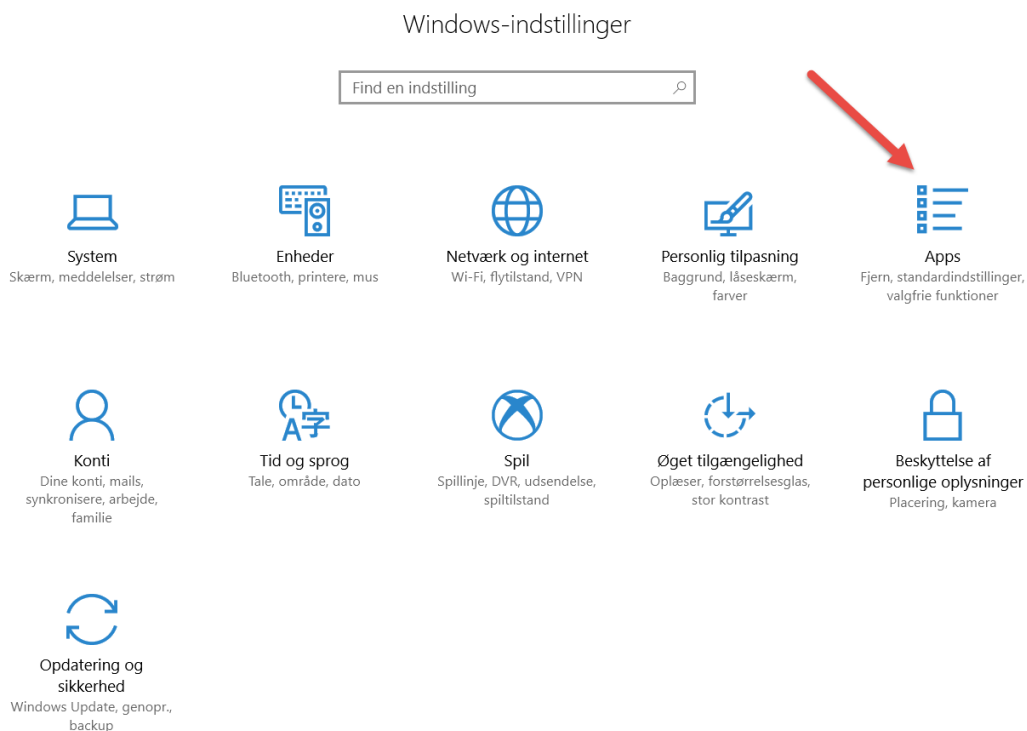 Windows-indstillinger
Find en indstilling
System
Skærm, meddelelser, strøm
Enheder
Bluetooth, printere, mus
Netværk og internet
Wi-Fi, flytilstand, VPN
Personlig tilpasning
Baggrund, låseskærm,
farver
Apps
Fjern, standardindstillinger,
valgfrie funktioner
Konti
Dine konti, mails,
synkronisere, arbejde,
familie
Tid og sprog
Tale, område, dato
Spil
Spillinje, DVR, udsendelse,
spiltilstand
Øget tilgængelighed
Oplæser, forstørrelsesglas,
stor kontrast
Beskyttelse af
personlige oplysninger
Placering, kamera
Opdatering og
sikkerhed
Windows Update, genopr.,
backup